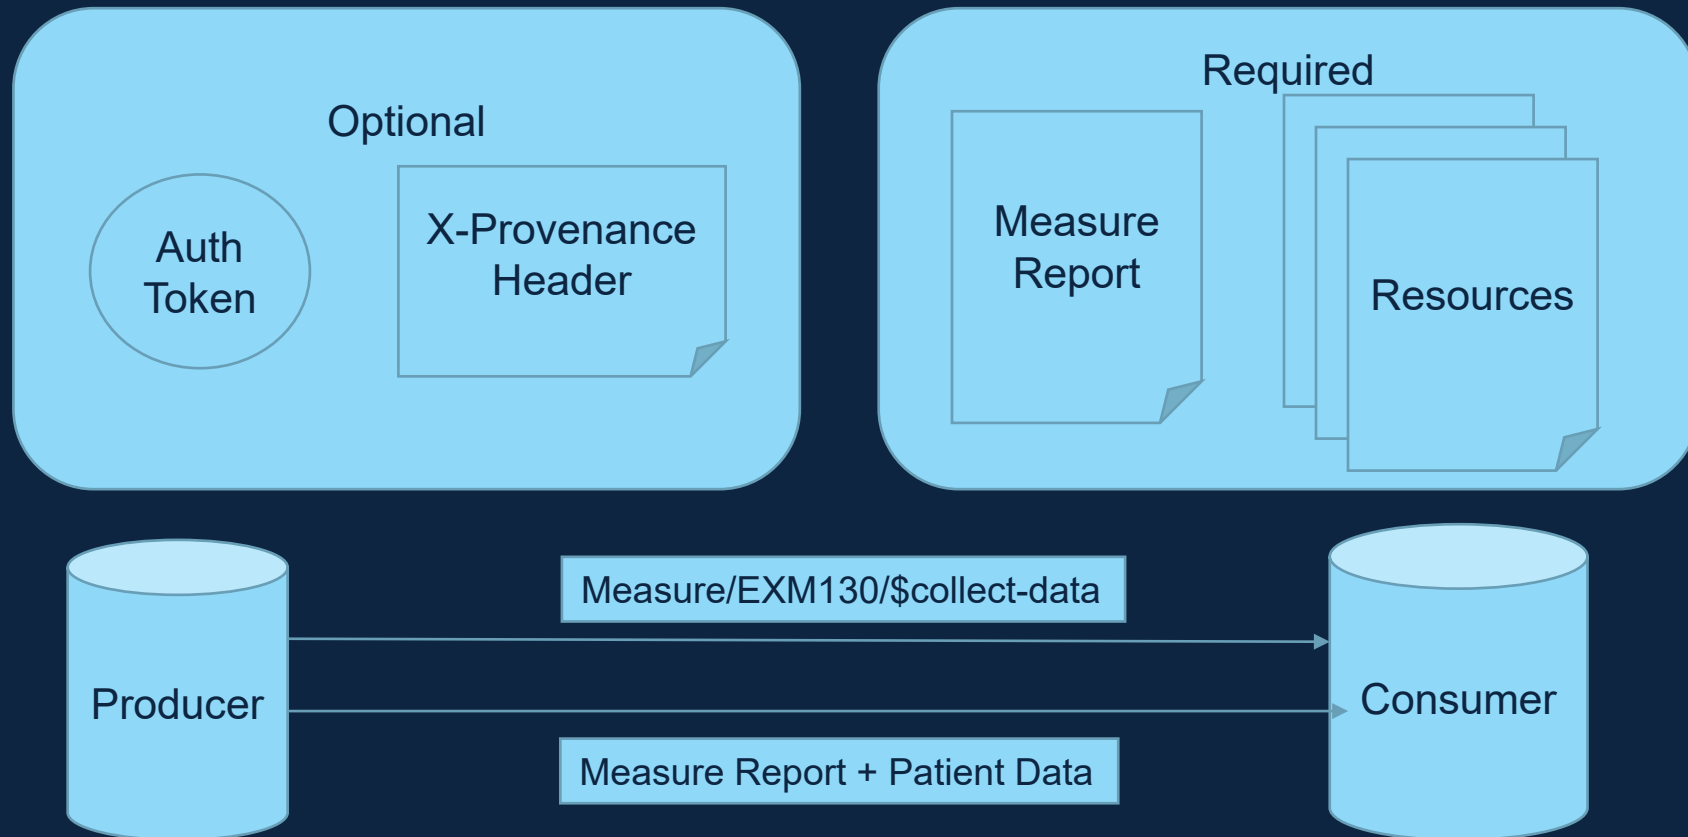 Optional
Auth
Token
X-Provenance
Header
Required
Measure
Report
Resources
Producer
Measure/EXM130/$collect-data
Measure Report + Patient Data
Consumer